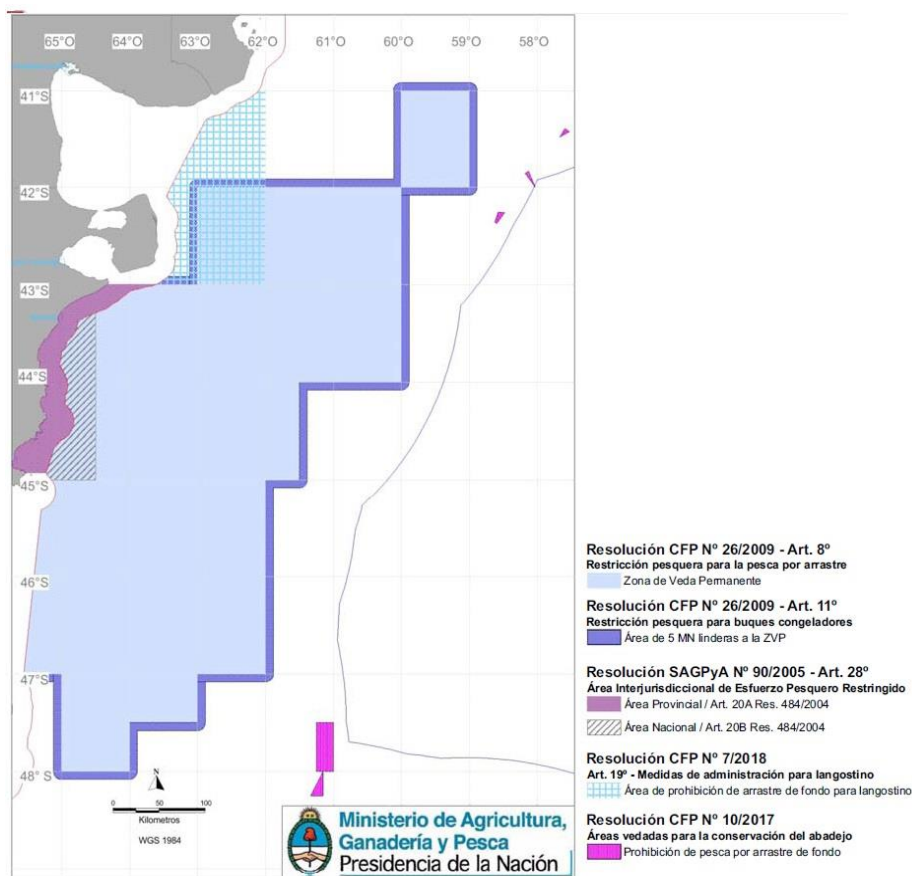 65°O 64°O 63°O 62°O 61°O 60°O 59°O 58°O
41°S
42°S
43°S
44°S
45°S
46°S
47°S
48°S
N
0 50 100
Kilometros
WGS 1984
Ministerio de Agricultura,
Ganadería y Pesca
Presidencia de la Nación
Resolución CFP Nº 26/2009 - Art. 8º
Restricción pesquera para la pesca por arrastre
Zona de Veda Permanente
Resolución CFP Nº 26/2009 - Art. 11º
Restricción pesquera para buques congeladores
Área de 5 MN linderas a la ZVP
Resolución SAGPyA Nº 90/2005 - Art. 28º
Área Interjurisdiccional de Esfuerzo Pesquero Restringido
Área Provincial / Art. 20A Res. 484/2004
Área Nacional / Art. 20B Res. 484/2004
Resolución CFP Nº 7/2018
Art. 19º - Medidas de administración para langostino
Área de prohibición de arrastre de fondo para langostino
Resolución CFP Nº 10/2017
Áreas vedadas para la conservación del abadejo
Prohibición de pesca por arrastre de fondo